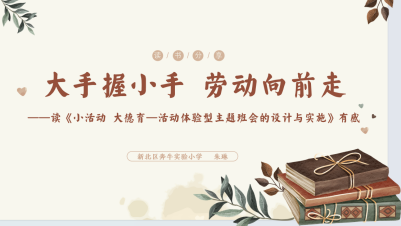 读/书/分/享
大手握小手 劳动向前走
——读《小活动 大德育—活动体验型主题班会的设计与实施》有感
新北区奔牛实验小学 朱臻